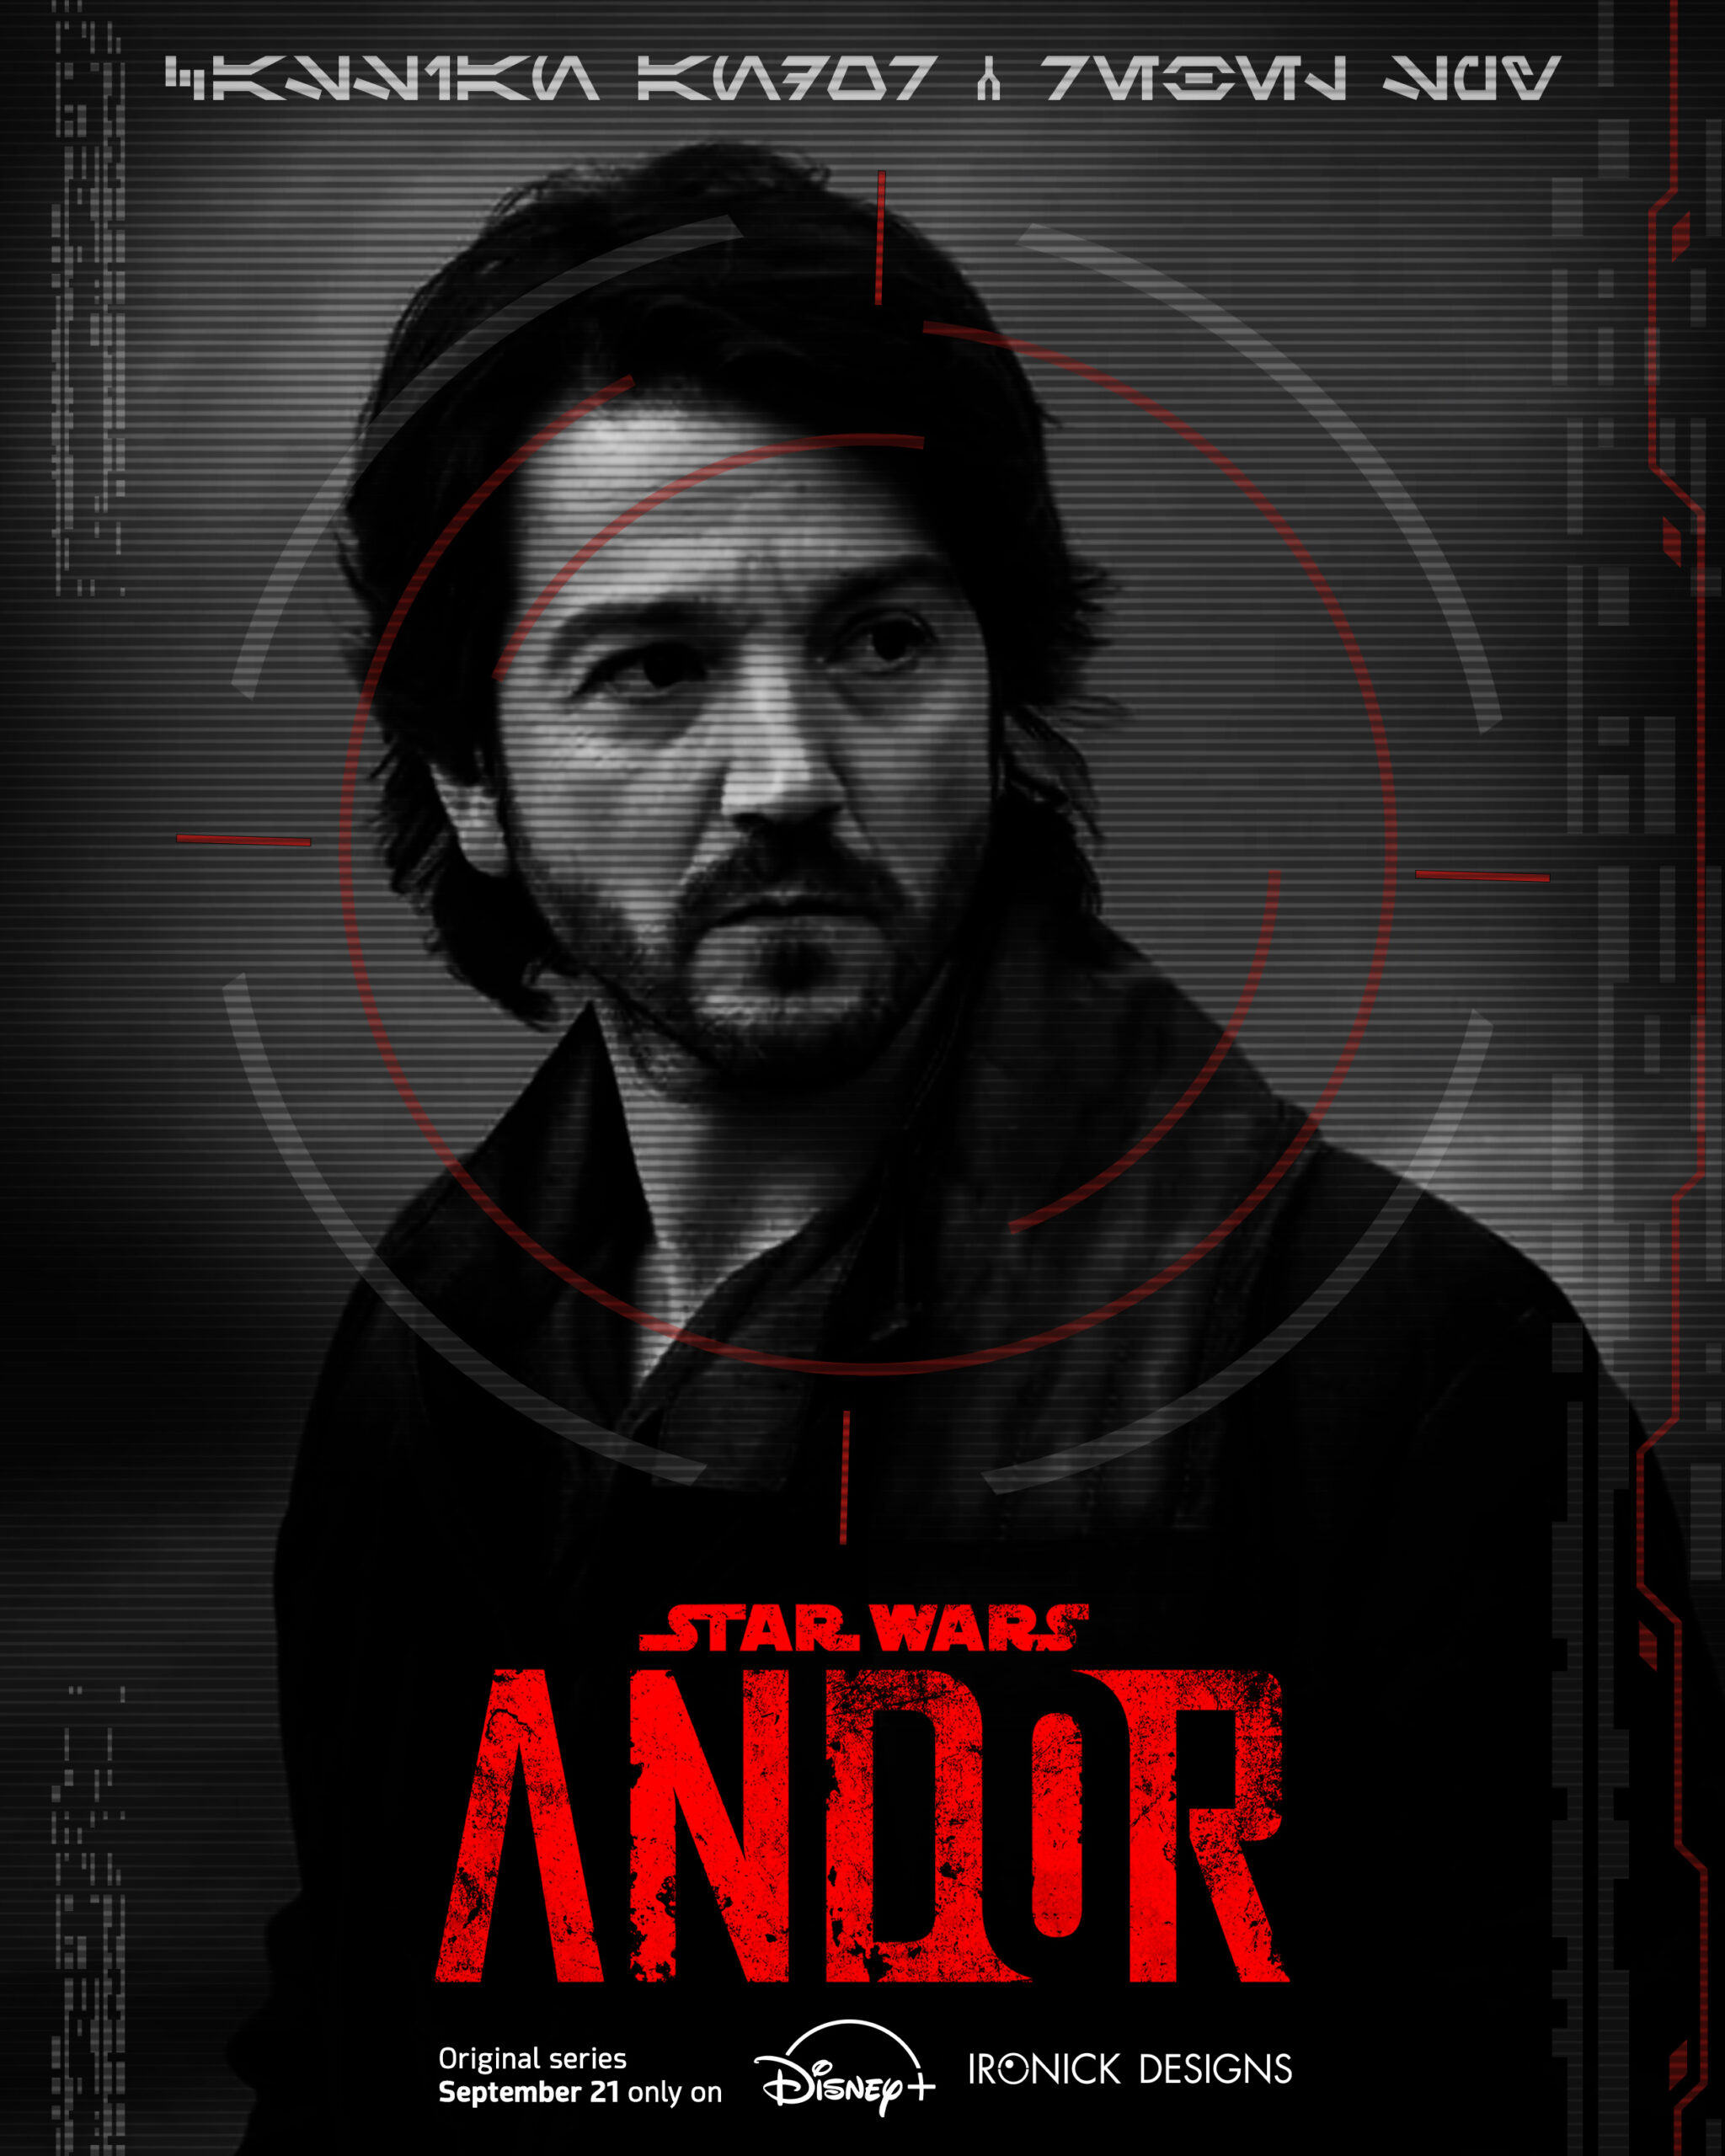 STAR WARS
ANDOR
Original series
September 21 only on
Disney+
IRONICK DESIGNS